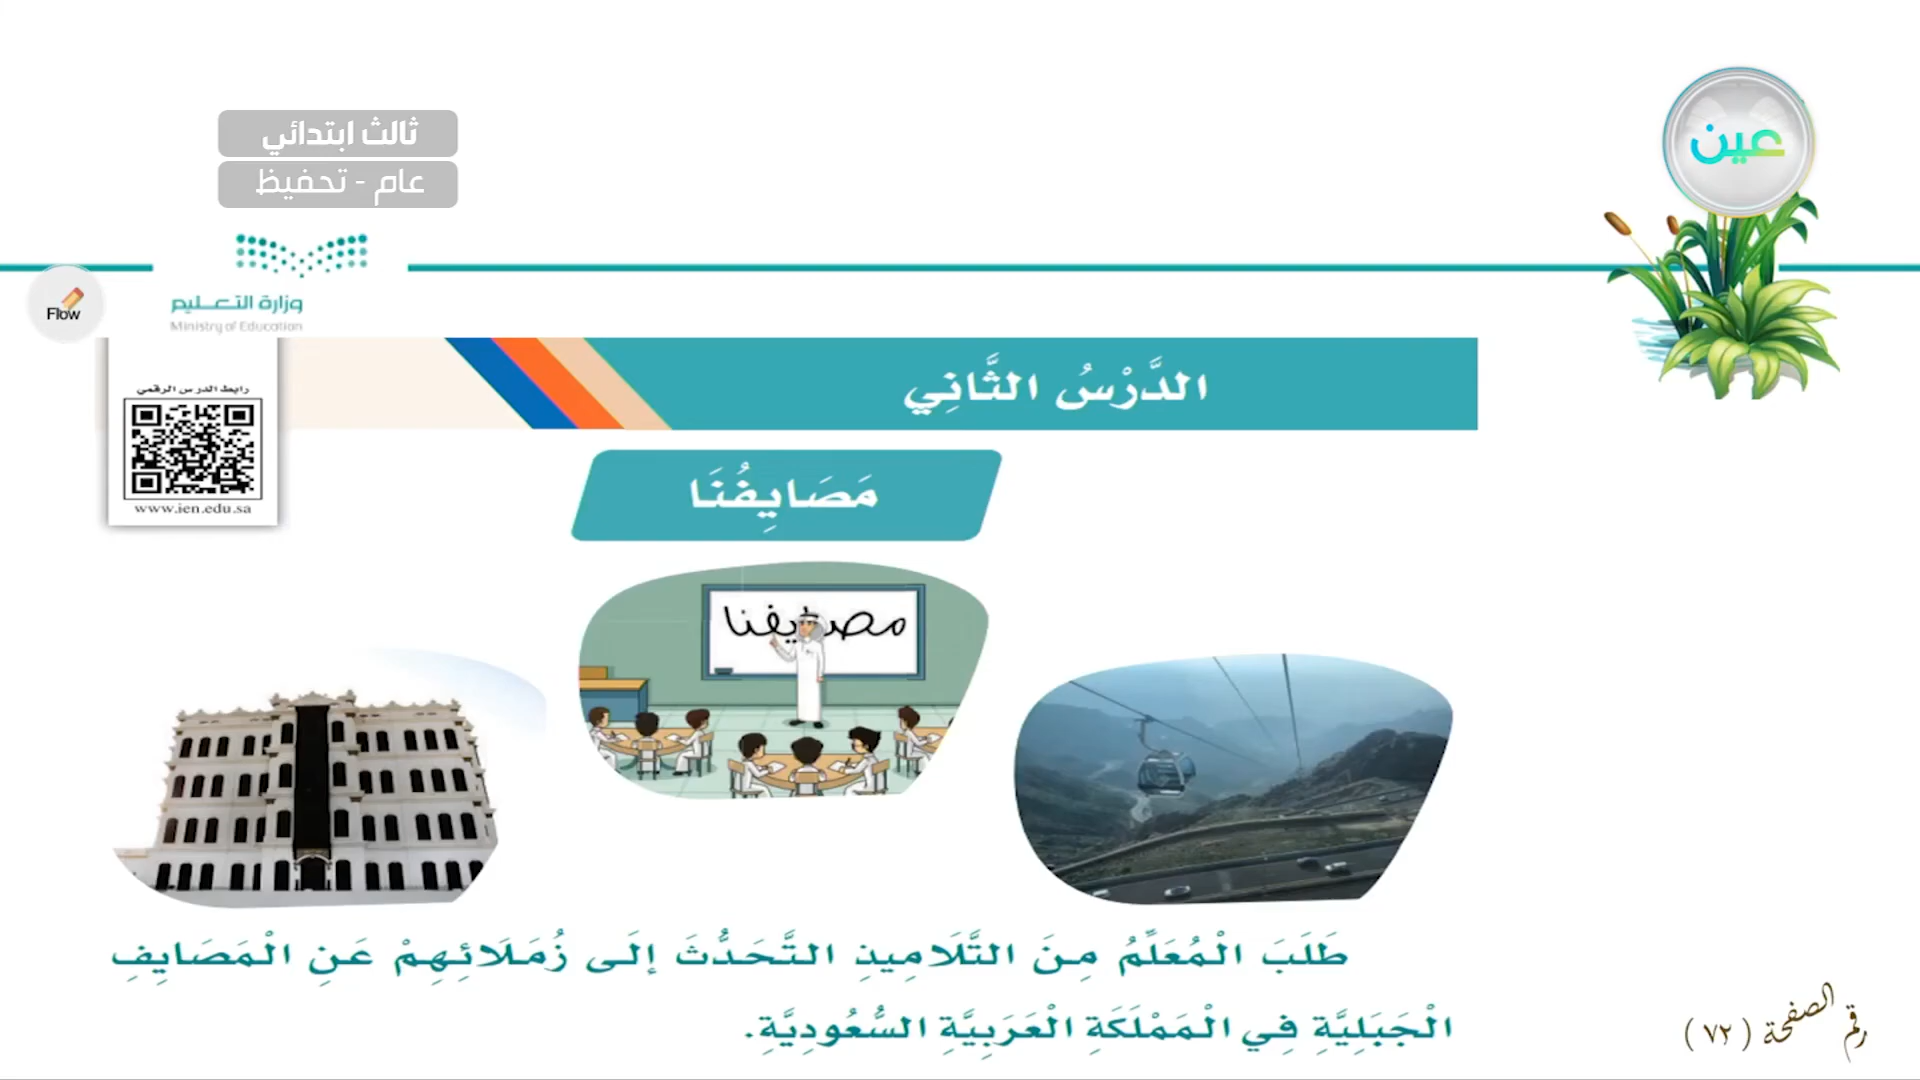 عين
ثالث ابتدائي
عام - تحفيظ
وزارة التعليم
Ministry of Education
Flow
رابط الدرس الرقمي
www.ien.edu.sa
الدَّرْسُ الثَّانِي
مَصَايِفُنَا
مصايفنا
طَلَبَ الْمُعَلِّمُ مِنَ التَّلَامِيذِ التَّحَدُّثَ إِلَى زُمَلَائِهِمْ عَنِ الْمَصَايِفِ
الْجَبَلِيَّةِ فِي الْمَمْلَكَةِ الْعَرَبِيَّةِ السُّعُودِيَّةِ.
رقم الصفحة ( ٧٢ )